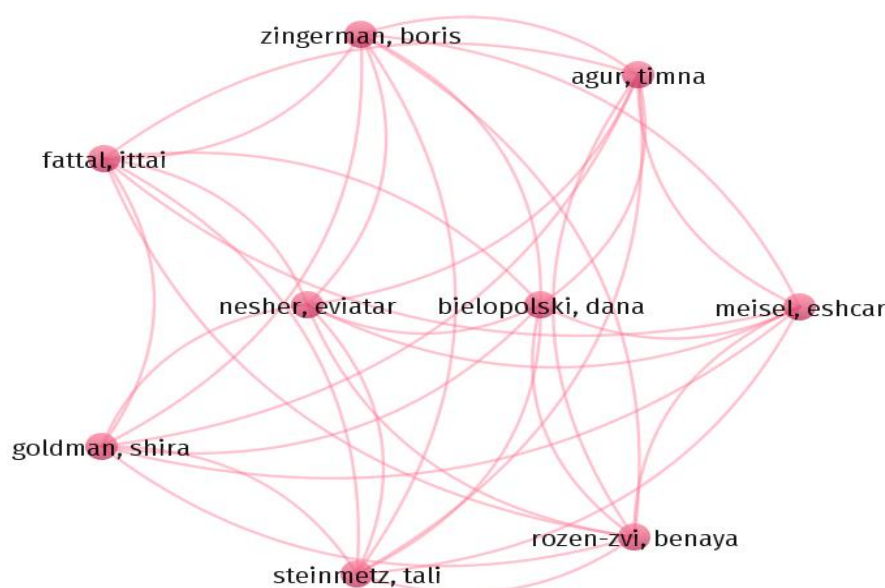 zingerman, boris
agur, timna
fattal, ittai
nesher, eviatar
bielopolski, dana
meisel, eshcar
goldman, shira
rozen-zvi, benaya
steinmetz, tali